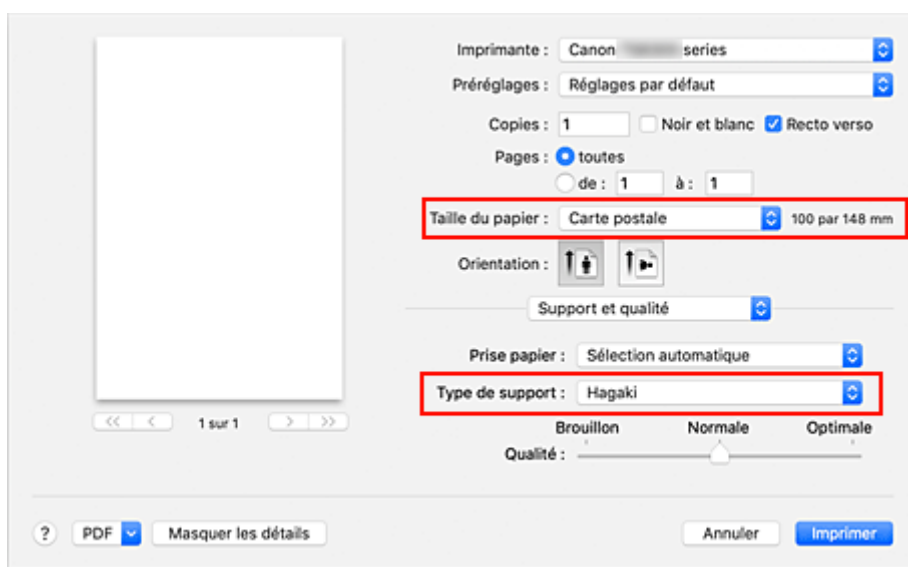 Imprimante : Canon series
Préréglages : Réglages par défaut
Copies : 1 Noir et blanc Recto verso
Pages : toutes
de : 1 à : 1
Taille du papier : Carte postale 100 par 148 mm
Orientation :
Support et qualité
Prise papier : Sélection automatique
Type de support : Hagaki
Brouillon Normale Optimale
Qualité :
<< < 1 sur 1 > >>
? PDF Masquer les détails Annuler Imprimer